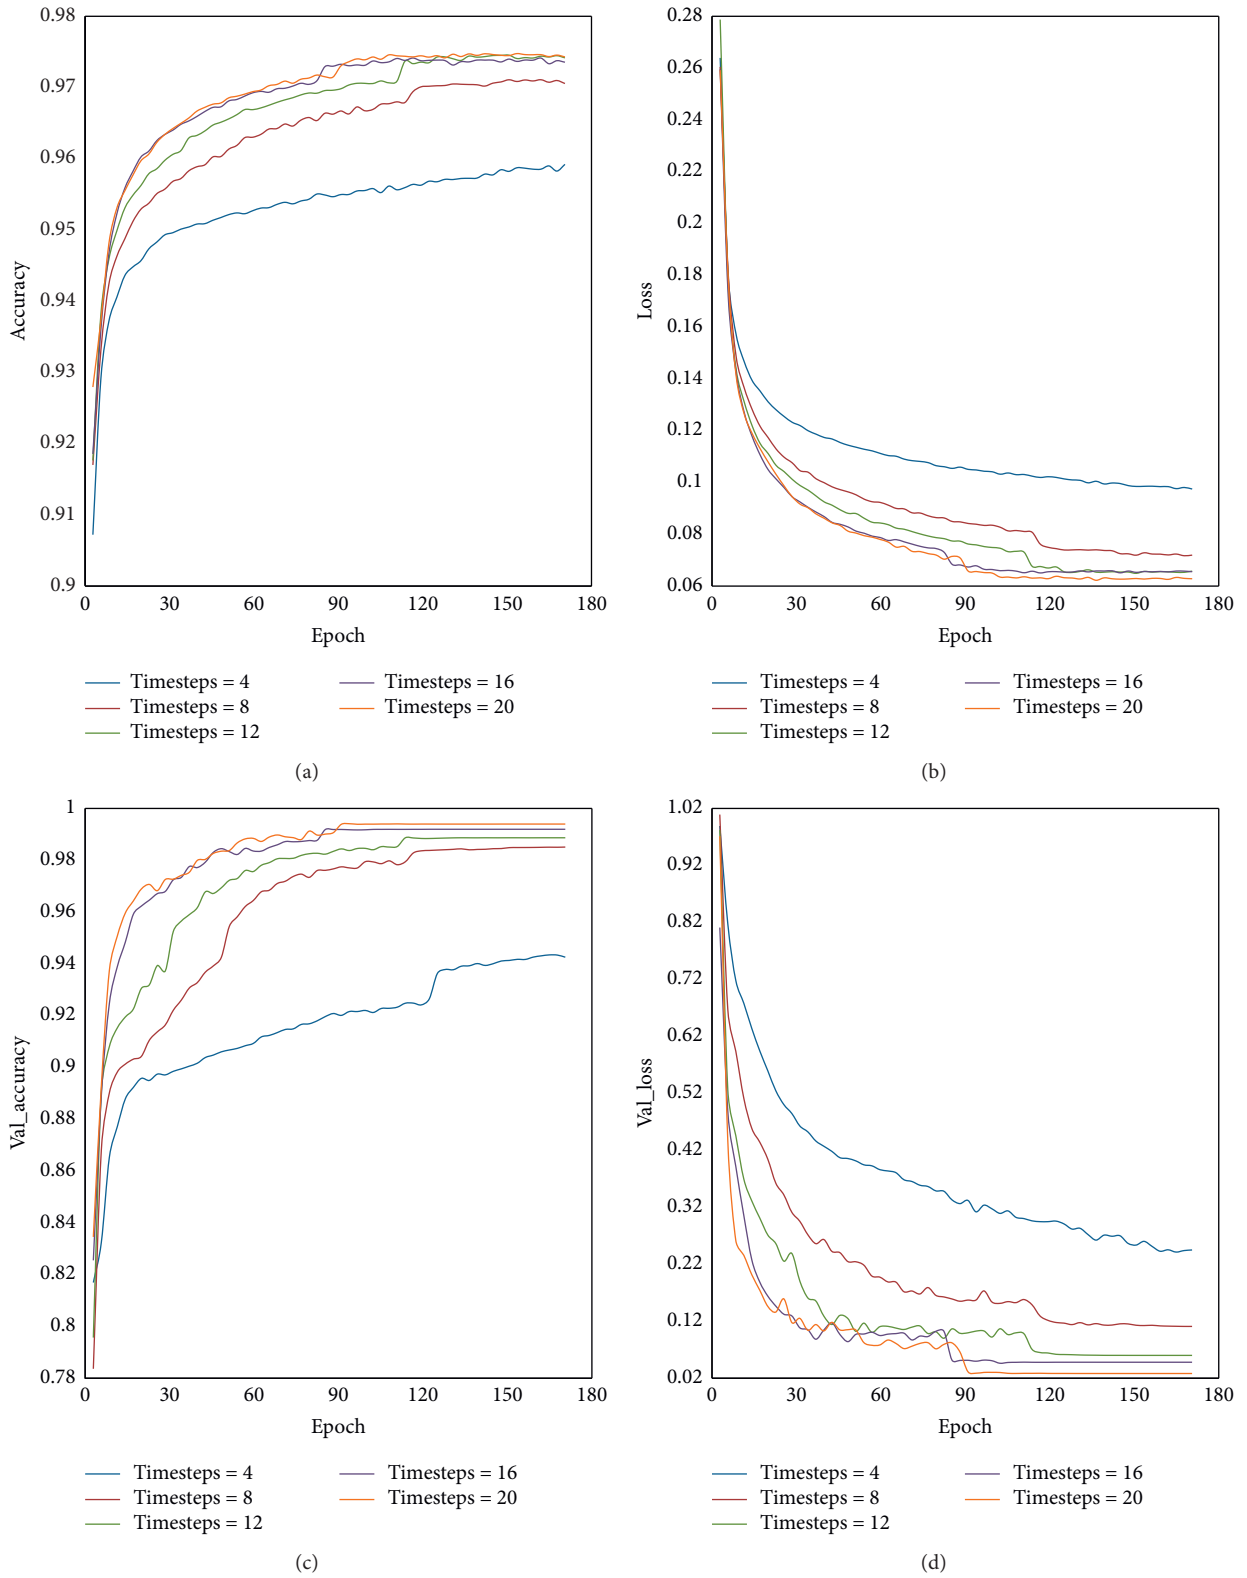 0.98
0.97
0.96
0.95
0.94
0.93
0.92
0.91
0.9
Accuracy
0 30 60 90 120 150 180
Epoch
Timesteps = 4
Timesteps = 8
Timesteps = 12
Timesteps = 16
Timesteps = 20
(a)
0.28
0.26
0.24
0.22
0.2
0.18
0.16
0.14
0.12
0.1
0.08
0.06
Loss
0 30 60 90 120 150 180
Epoch
Timesteps = 4
Timesteps = 8
Timesteps = 12
Timesteps = 16
Timesteps = 20
(b)
1
0.98
0.96
0.94
0.92
0.9
0.88
0.86
0.84
0.82
0.8
0.78
Val_accuracy
0 30 60 90 120 150 180
Epoch
Timesteps = 4
Timesteps = 8
Timesteps = 12
Timesteps = 16
Timesteps = 20
(c)
1.02
0.92
0.82
0.72
0.62
0.52
0.42
0.32
0.22
0.12
0.02
Val_loss
0 30 60 90 120 150 180
Epoch
Timesteps = 4
Timesteps = 8
Timesteps = 12
Timesteps = 16
Timesteps = 20
(d)